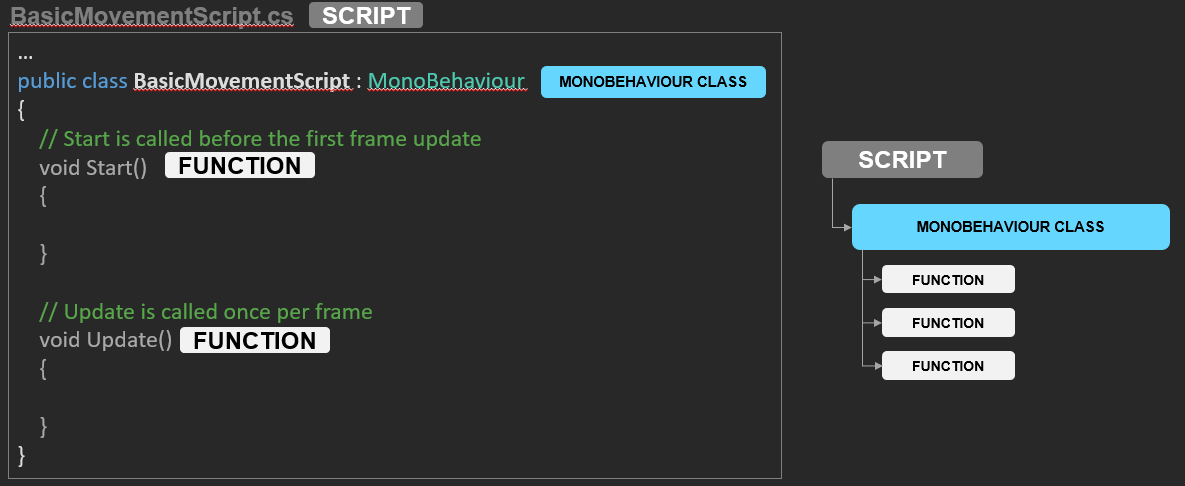 BasicMovementScript.cs SCRIPT
...
public class BasicMovementScript : MonoBehaviour MONOBEHAVIOUR CLASS
{
// Start is called before the first frame update
void Start() FUNCTION
{
}
// Update is called once per frame
void Update() FUNCTION
{
}
}
SCRIPT
MONOBEHAVIOUR CLASS
FUNCTION
FUNCTION
FUNCTION